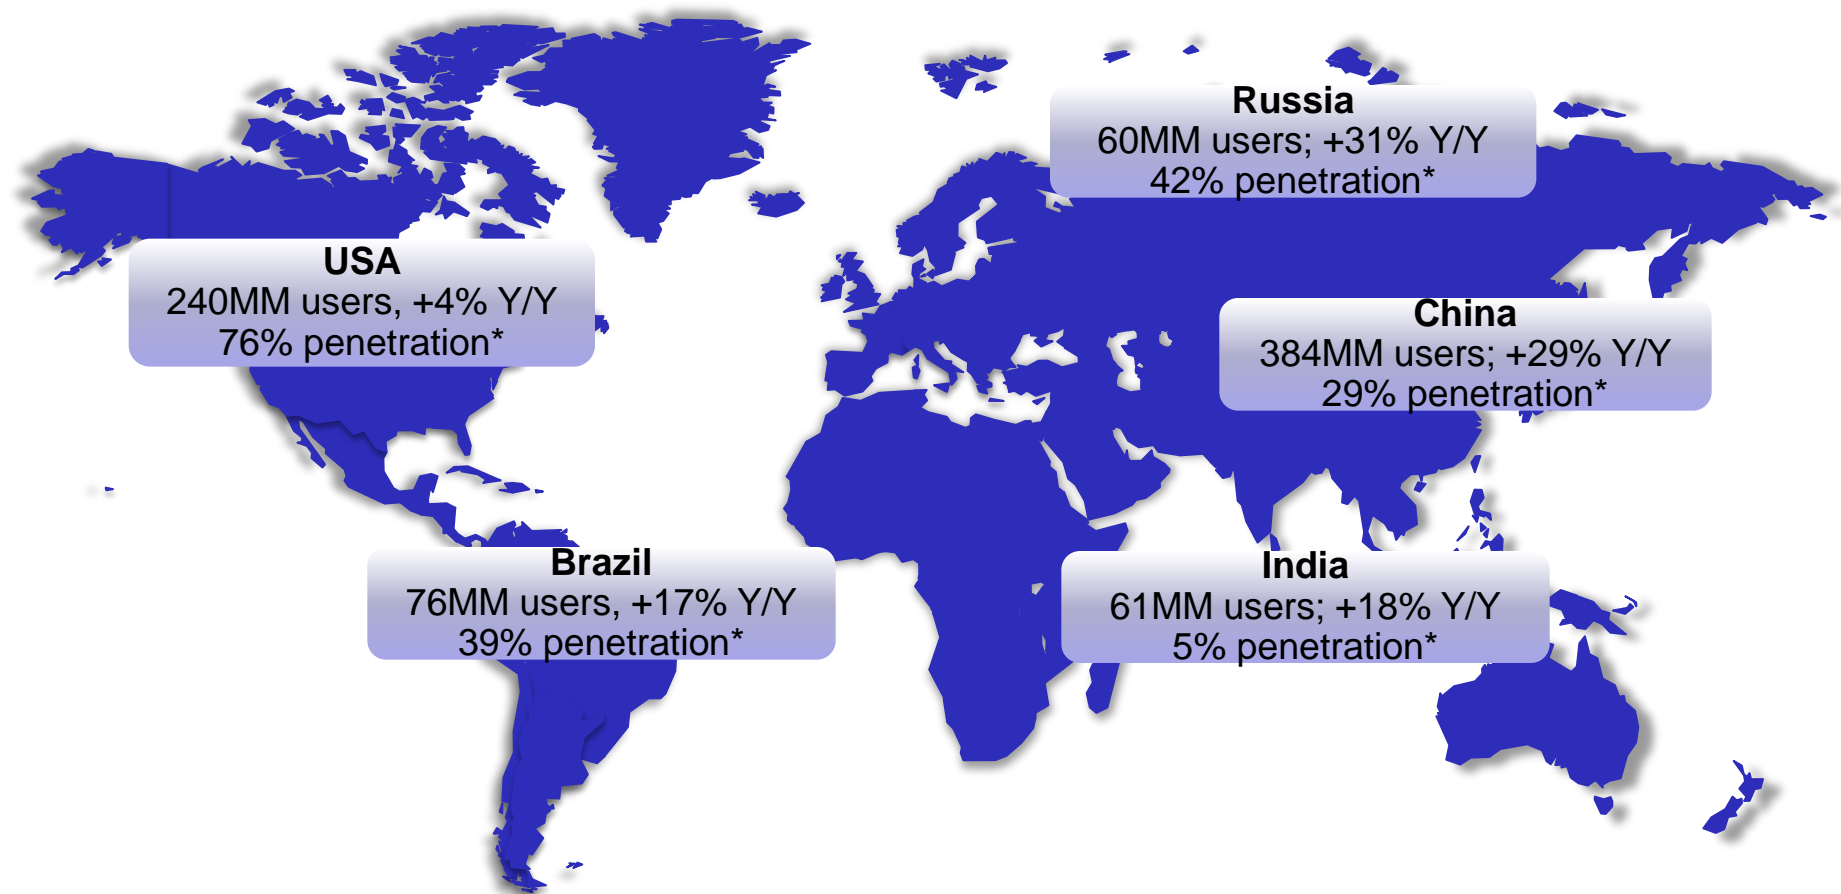 Russia
60MM users; +31% Y/Y
42% penetration*
USA
240MM users, +4% Y/Y
76% penetration*
China
384MM users; +29% Y/Y
29% penetration*
Brazil
76MM users, +17% Y/Y
39% penetration*
India
61MM users; +18% Y/Y
5% penetration*